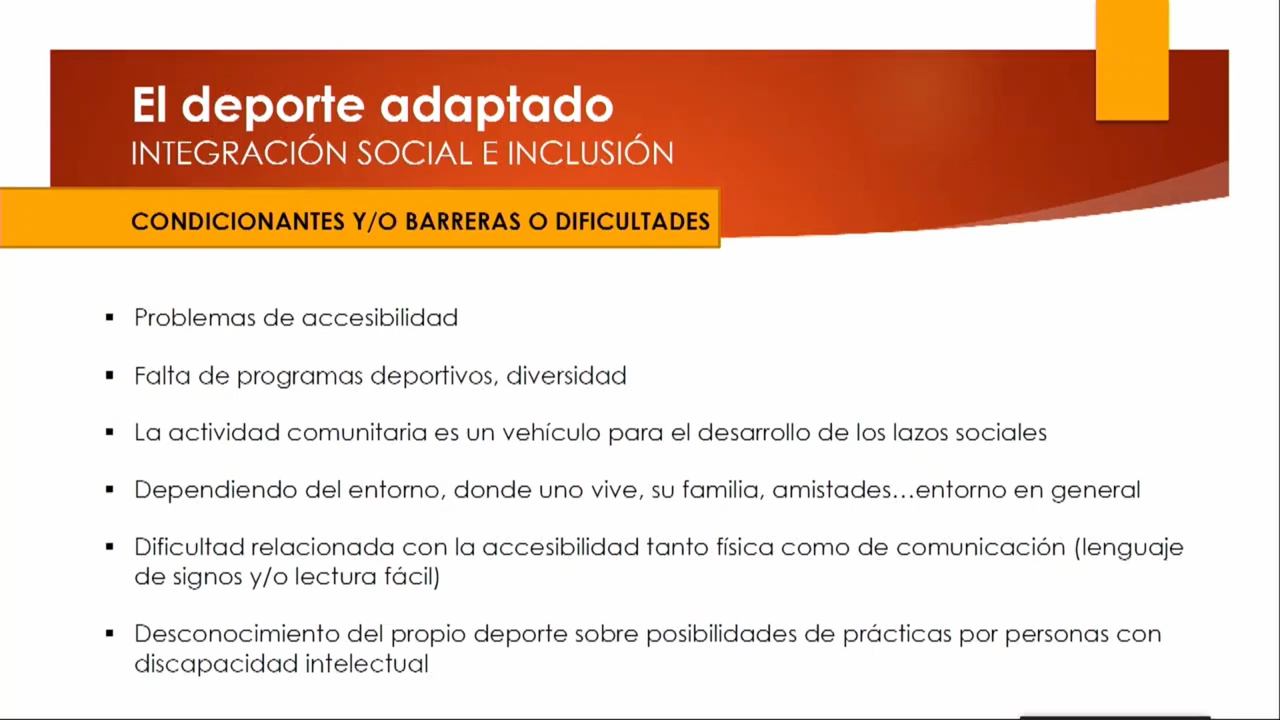 El deporte adaptado
INTEGRACIÓN SOCIAL E INCLUSIÓN
CONDICIONANTES Y/O BARRERAS O DIFICULTADES
▪ Problemas de accesibilidad
▪ Falta de programas deportivos, diversidad
▪ La actividad comunitaria es un vehículo para el desarrollo de los lazos sociales
▪ Dependiendo del entorno, donde uno vive, su familia, amistades…entorno en general
▪ Dificultad relacionada con la accesibilidad tanto física como de comunicación (lenguaje
de signos y/o lectura fácil)
▪ Desconocimiento del propio deporte sobre posibilidades de prácticas por personas con
discapacidad intelectual